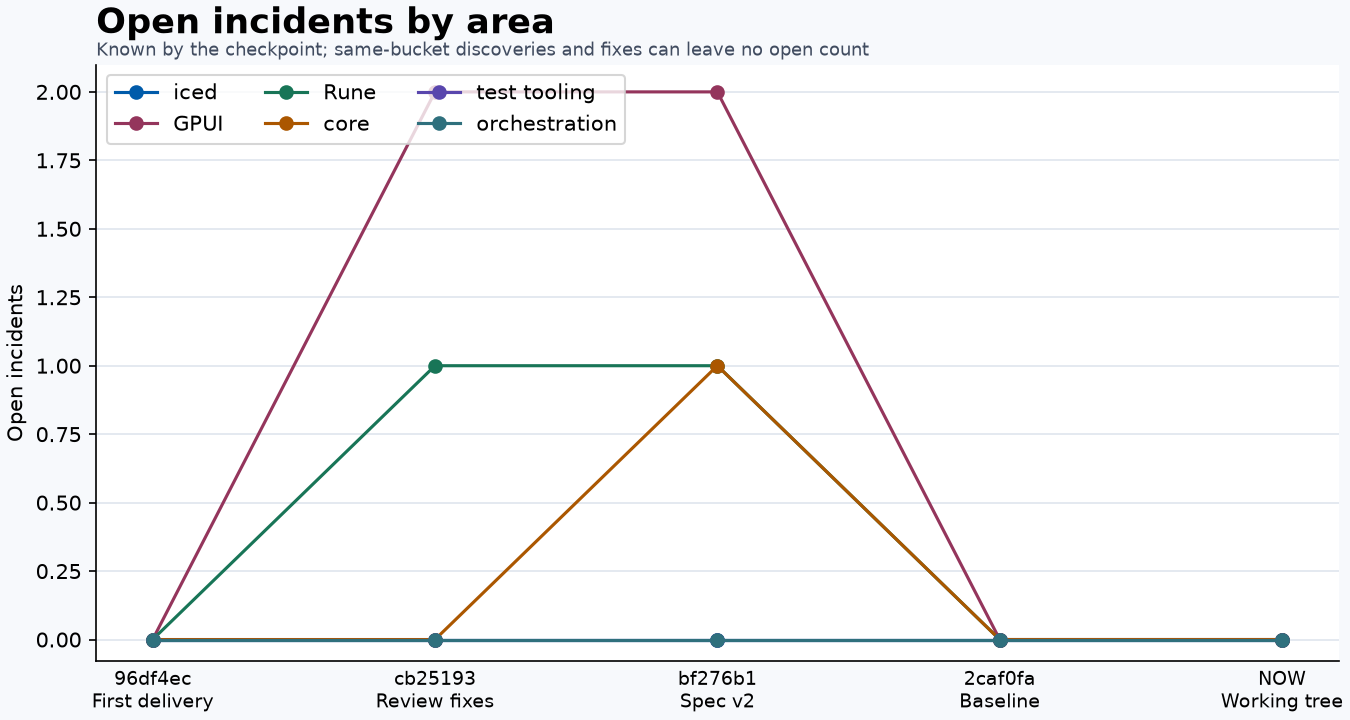 Open incidents by area
Known by the checkpoint; same-bucket discoveries and fixes can leave no open count
iced
Rune
test tooling
GPUI
core
orchestration
2.00
1.75
1.50
1.25
1.00
0.75
0.50
0.25
0.00
Open incidents
96df4ec
First delivery
cb25193
Review fixes
bf276b1
Spec v2
2caf0fa
Baseline
NOW
Working tree